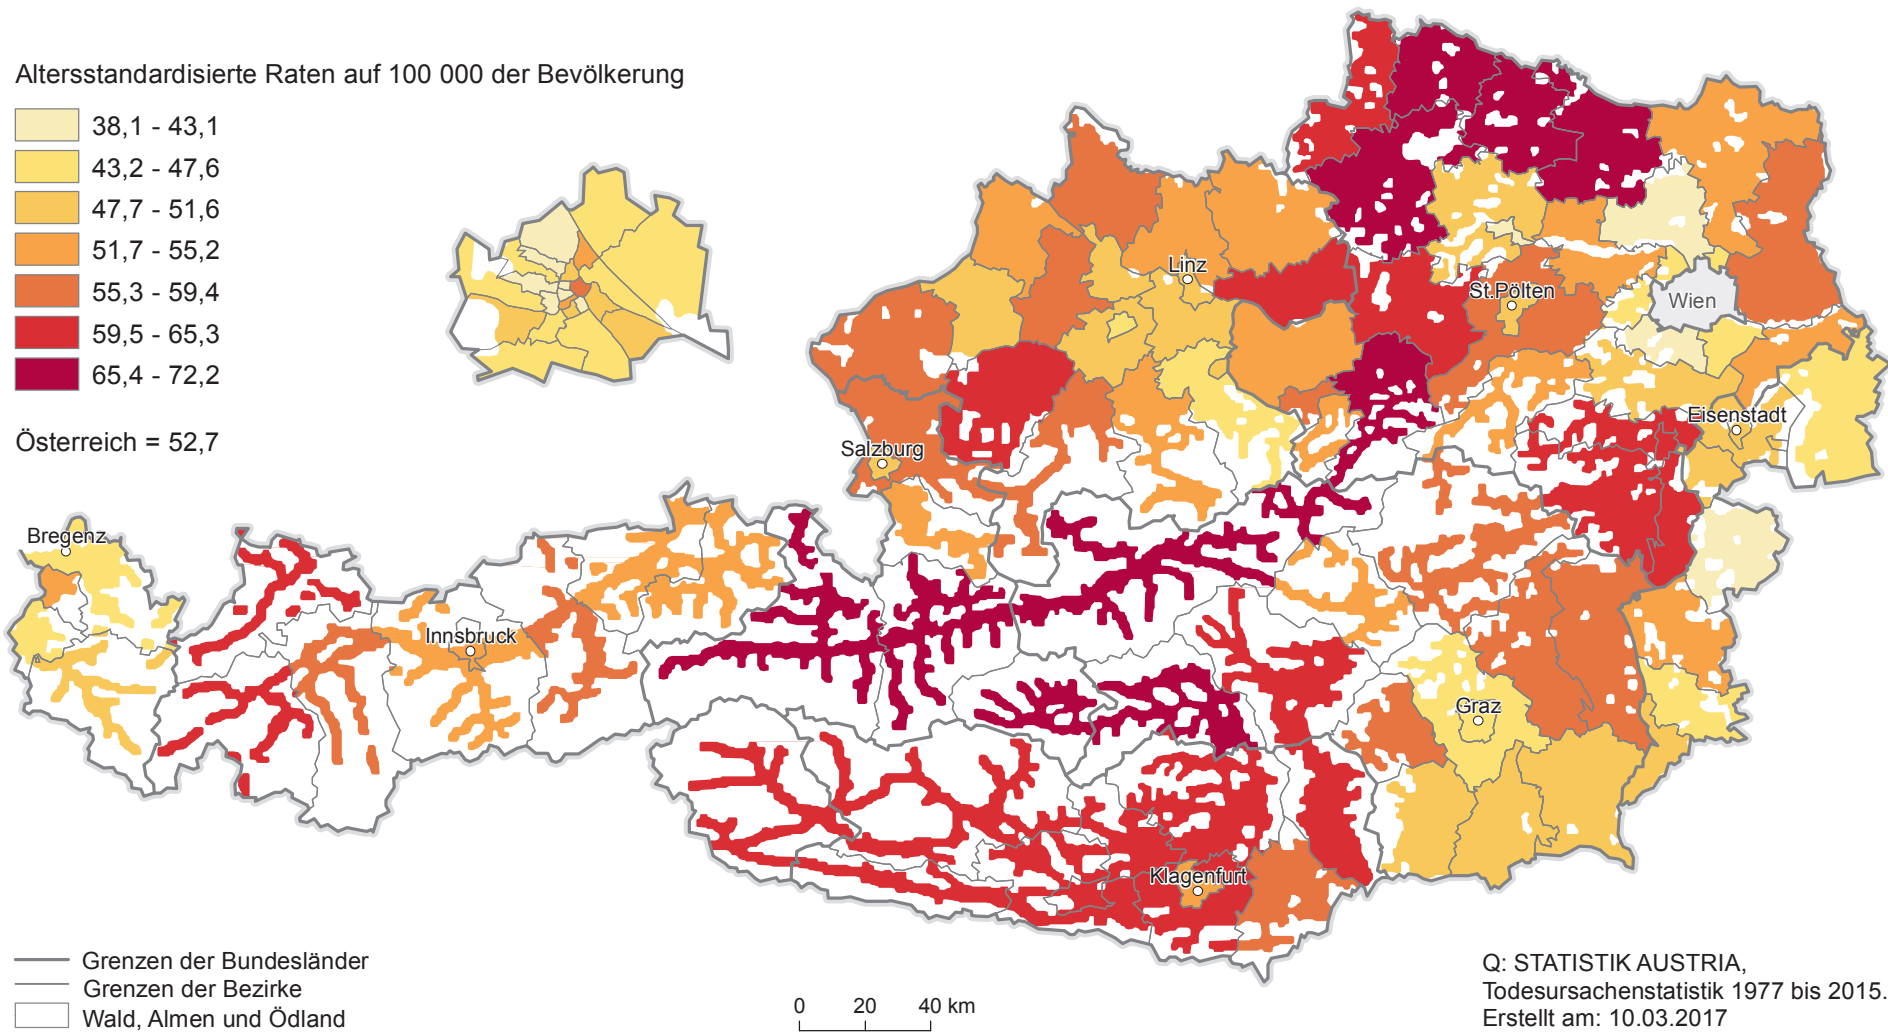 Altersstandardisierte Raten auf 100 000 der Bevölkerung
38,1 - 43,1
43,2 - 47,6
47,7 - 51,6
51,7 - 55,2
55,3 - 59,4
59,5 - 65,3
65,4 - 72,2
Österreich = 52,7
Linz
St.Pölten
Wien
Eisenstadt
Salzburg
Bregenz
Innsbruck
Graz
Klagenfurt
Grenzen der Bundesländer
Grenzen der Bezirke
Wald, Almen und Ödland
0 20 40 km
Q: STATISTIK AUSTRIA,
Todesursachenstatistik 1977 bis 2015.
Erstellt am: 10.03.2017